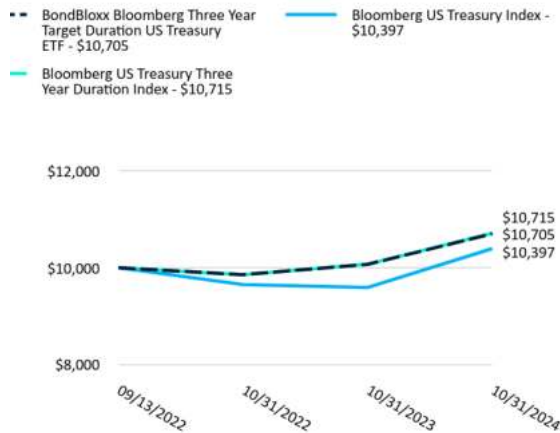 BondBloxx Bloomberg Three Year
Target Duration US Treasury
ETF - $10,705
Bloomberg US Treasury Index -
$10,397
Bloomberg US Treasury Three
Year Duration Index - $10,715
$12,000
$10,000
$8,000
$10,715
$10,705
$10,397
09/13/2022
10/31/2022
10/31/2023
10/31/2024